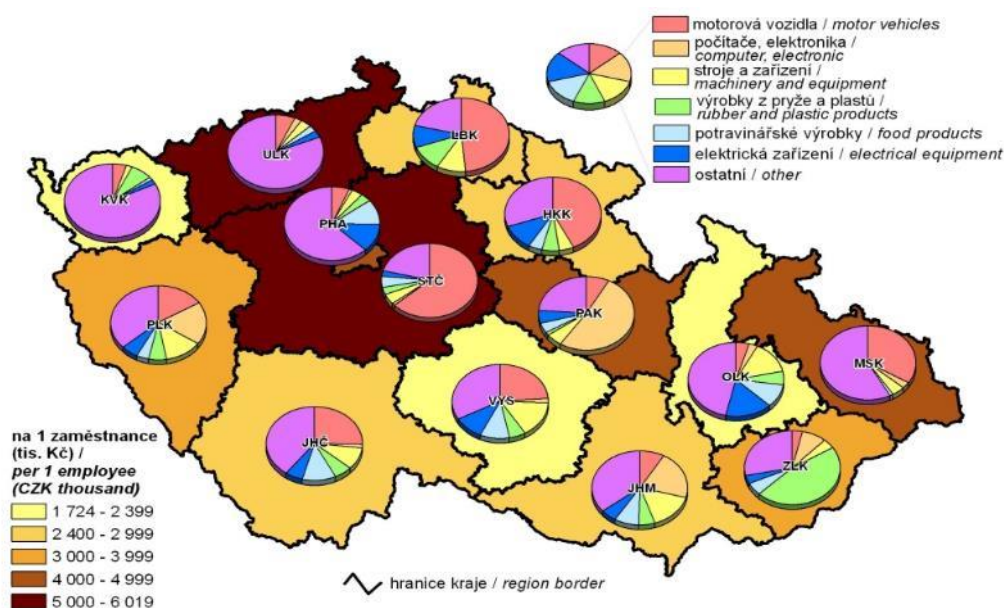 motorová vozidla / motor vehicles
počítače, elektronika /
computer, electronic
stroje a zařízení /
machinery and equipment
výrobky z pryže a plastů /
rubber and plastic products
potravinářské výrobky / food products
elektrická zařízení / electrical equipment
ostatní / other
LBK
ULK
KVK
PHA
HKK
STČ
PLK
PAK
MSK
OLK
VYS
JHČ
ZLK
JHM
na 1 zaměstnance
(tis. Kč) /
per 1 employee
(CZK thousand)
1 724 - 2 399
2 400 - 2 999
3 000 - 3 999
4 000 - 4 999
5 000 - 6 019
hranice kraje / region border